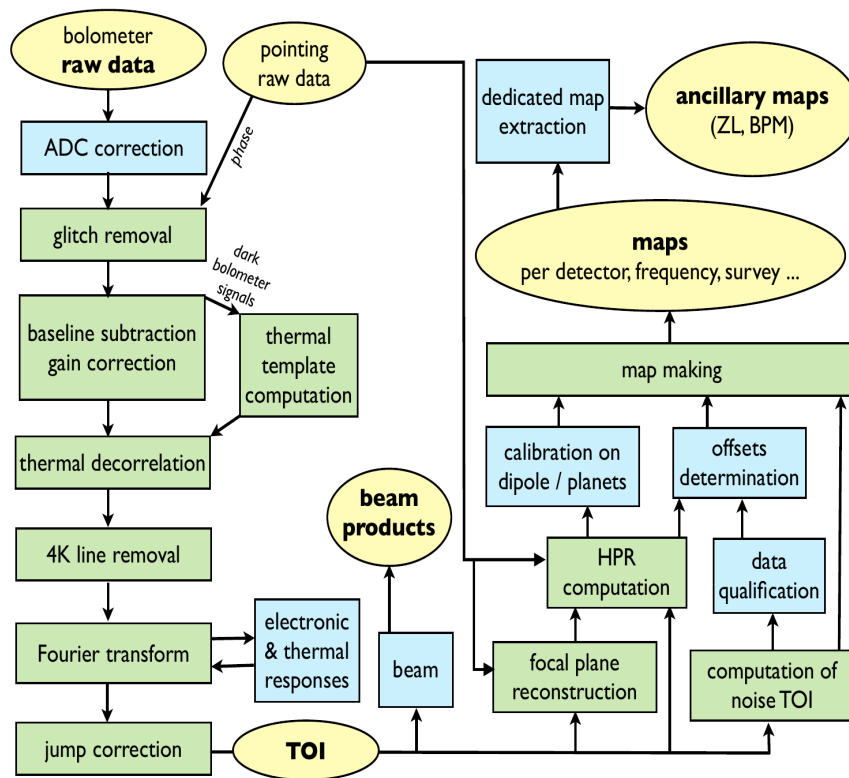 bolometer
raw data
pointing
raw data
phase
ADC correction
glitch removal
dark
bolometer
signals
baseline subtraction
gain correction
thermal
template
computation
thermal decorrelation
4K line removal
Fourier transform
electronic
& thermal
responses
jump correction
TOI
beam
products
beam
dedicated map
extraction
ancillary maps
(ZL, BPM)
maps
per detector, frequency, survey ...
map making
calibration on
dipole / planets
offsets
determination
HPR
computation
data
qualification
focal plane
reconstruction
computation of
noise TOI